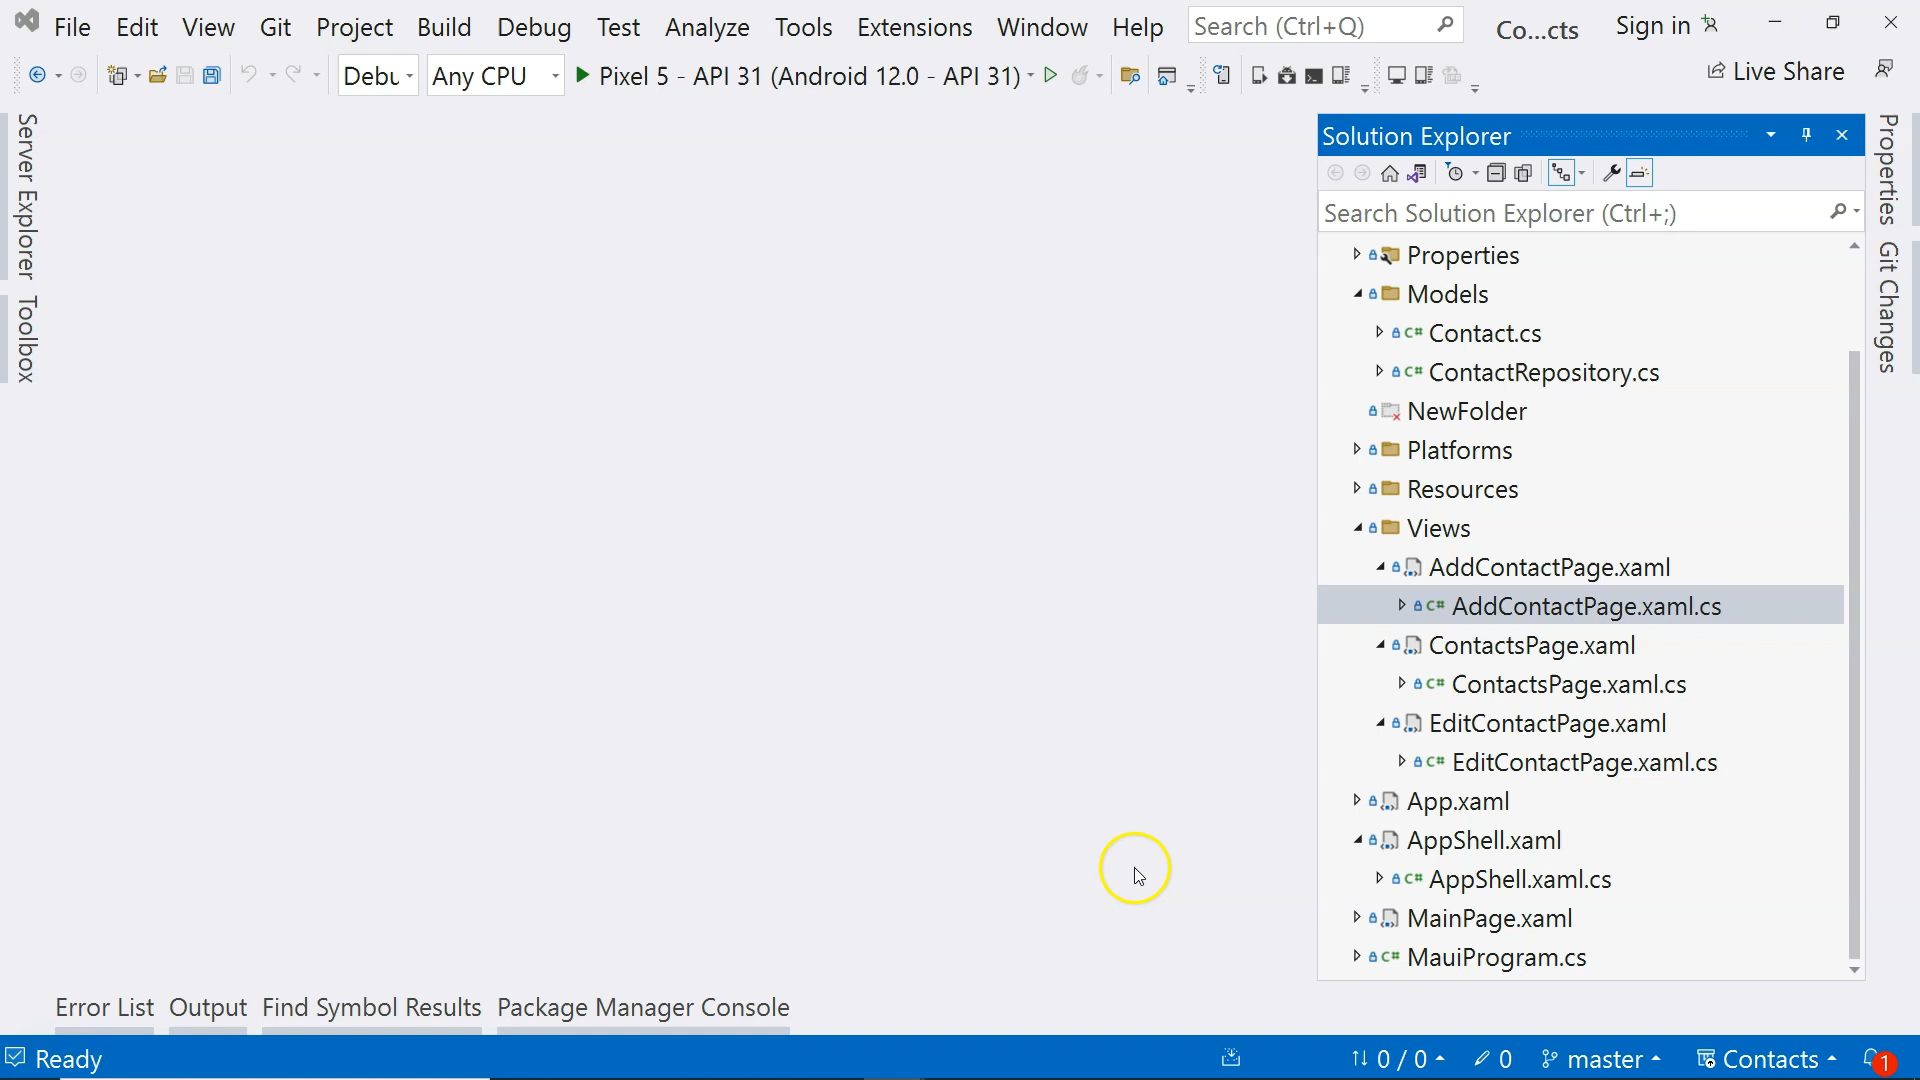 File Edit View Git Project Build Debug Test Analyze Tools Extensions Window Help Search (Ctrl+Q) Co...cts Sign in
Debu Any CPU Pixel 5 - API 31 (Android 12.0 - API 31) Live Share
Server Explorer
Toolbox
Solution Explorer
Search Solution Explorer (Ctrl+;)
Properties
Models
C# Contact.cs
C# ContactRepository.cs
NewFolder
Platforms
Resources
Views
AddContactPage.xaml
C# AddContactPage.xaml.cs
ContactsPage.xaml
C# ContactsPage.xaml.cs
EditContactPage.xaml
C# EditContactPage.xaml.cs
App.xaml
AppShell.xaml
C# AppShell.xaml.cs
MainPage.xaml
C# MauiProgram.cs
Properties
Git Changes
Error List Output Find Symbol Results Package Manager Console
Ready 0 / 0 0 master Contacts 1